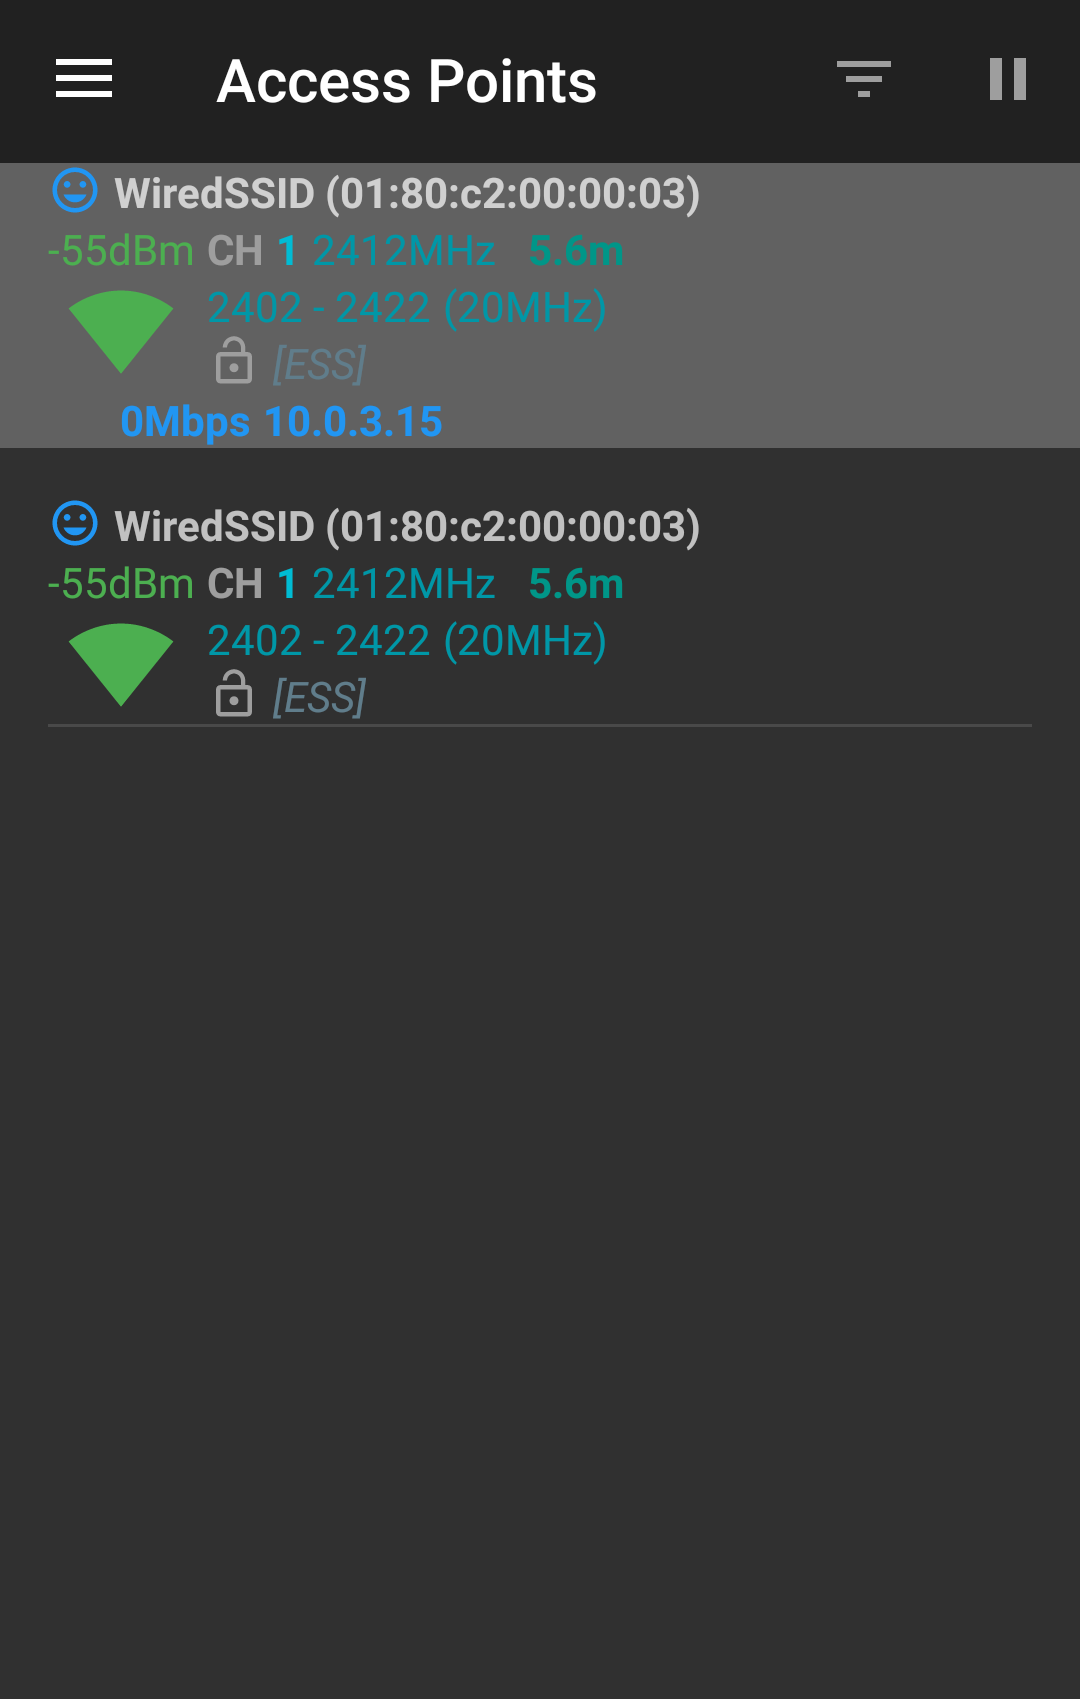 Access Points
WiredSSID (01:80:c2:00:00:03)
-55dBm CH 1 2412MHz 5.6m
2402 - 2422 (20MHz)
[ESS]
0Mbps 10.0.3.15
WiredSSID (01:80:c2:00:00:03)
-55dBm CH 1 2412MHz 5.6m
2402 - 2422 (20MHz)
[ESS]